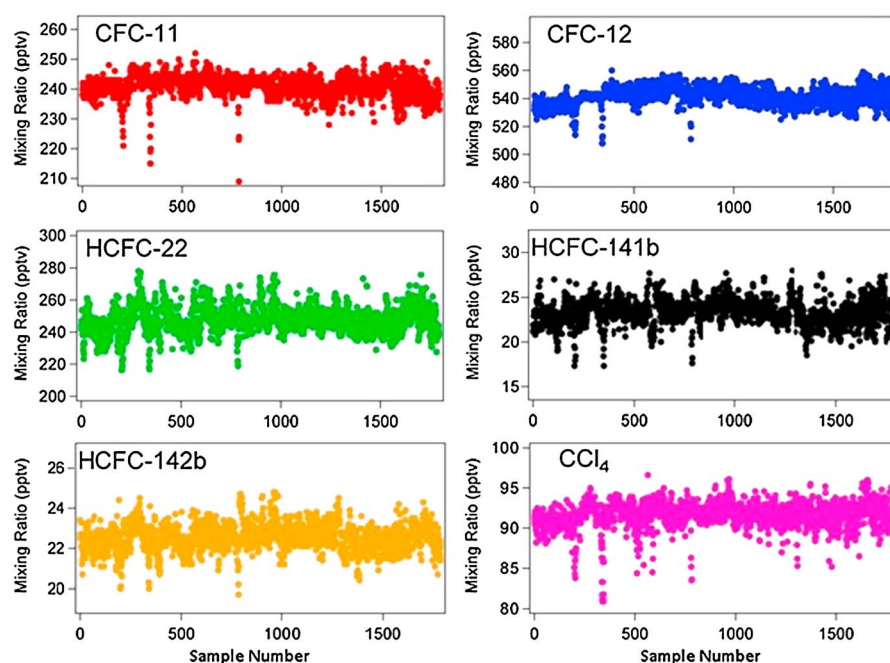 CFC-11
Mixing Ratio (pptv)
260
250
240
230
220
210
0 500 1000 1500
CFC-12
Mixing Ratio (pptv)
580
560
540
520
500
480
0 500 1000 1500
HCFC-22
Mixing Ratio (pptv)
300
280
260
240
220
200
0 500 1000 1500
HCFC-141b
Mixing Ratio (pptv)
30
25
20
15
0 500 1000 1500
HCFC-142b
Mixing Ratio (pptv)
26
24
22
20
0 500 1000 1500
Sample Number
CCl₄
Mixing Ratio (pptv)
100
95
90
85
80
0 500 1000 1500
Sample Number